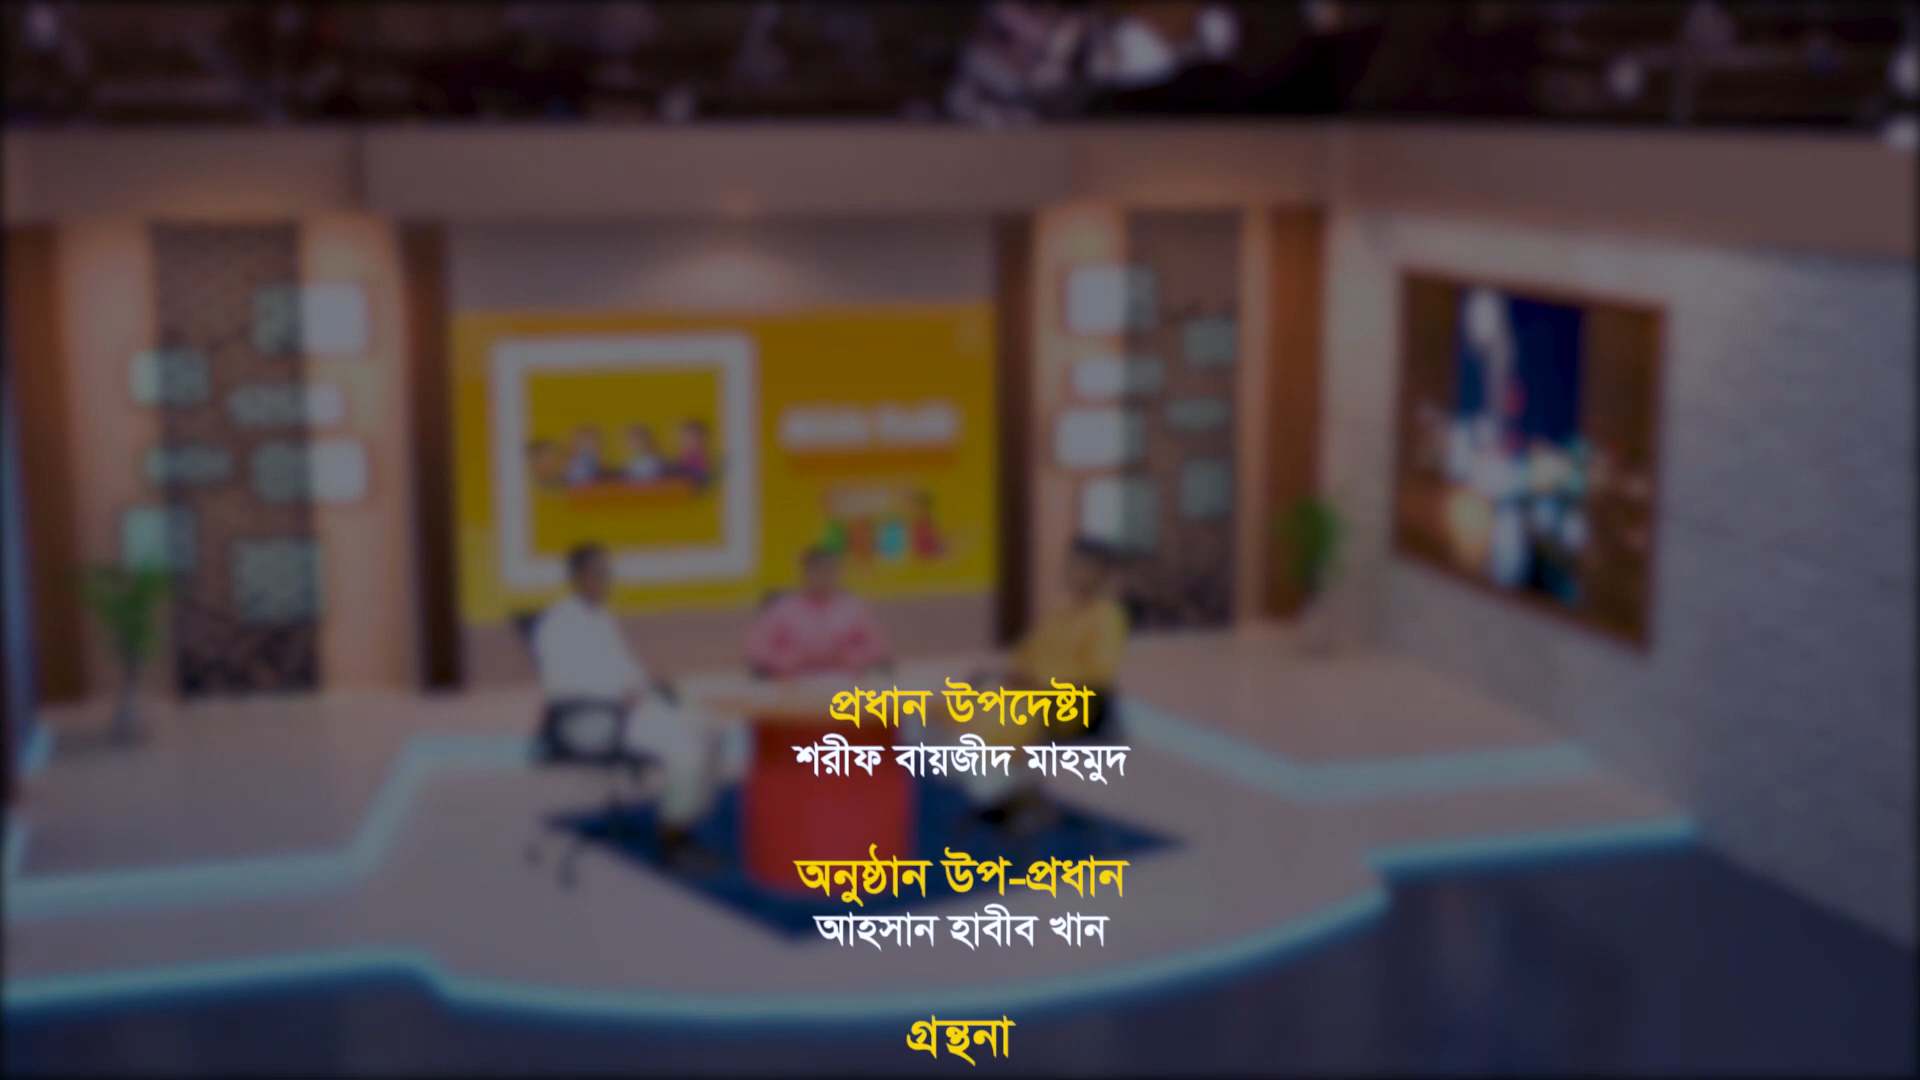 প্রধান উপদেষ্টা
শরীফ বায়জীদ মাহমুদ
অনুষ্ঠান উপ-প্রধান
আহসান হাবীব খান
গ্রন্থনা